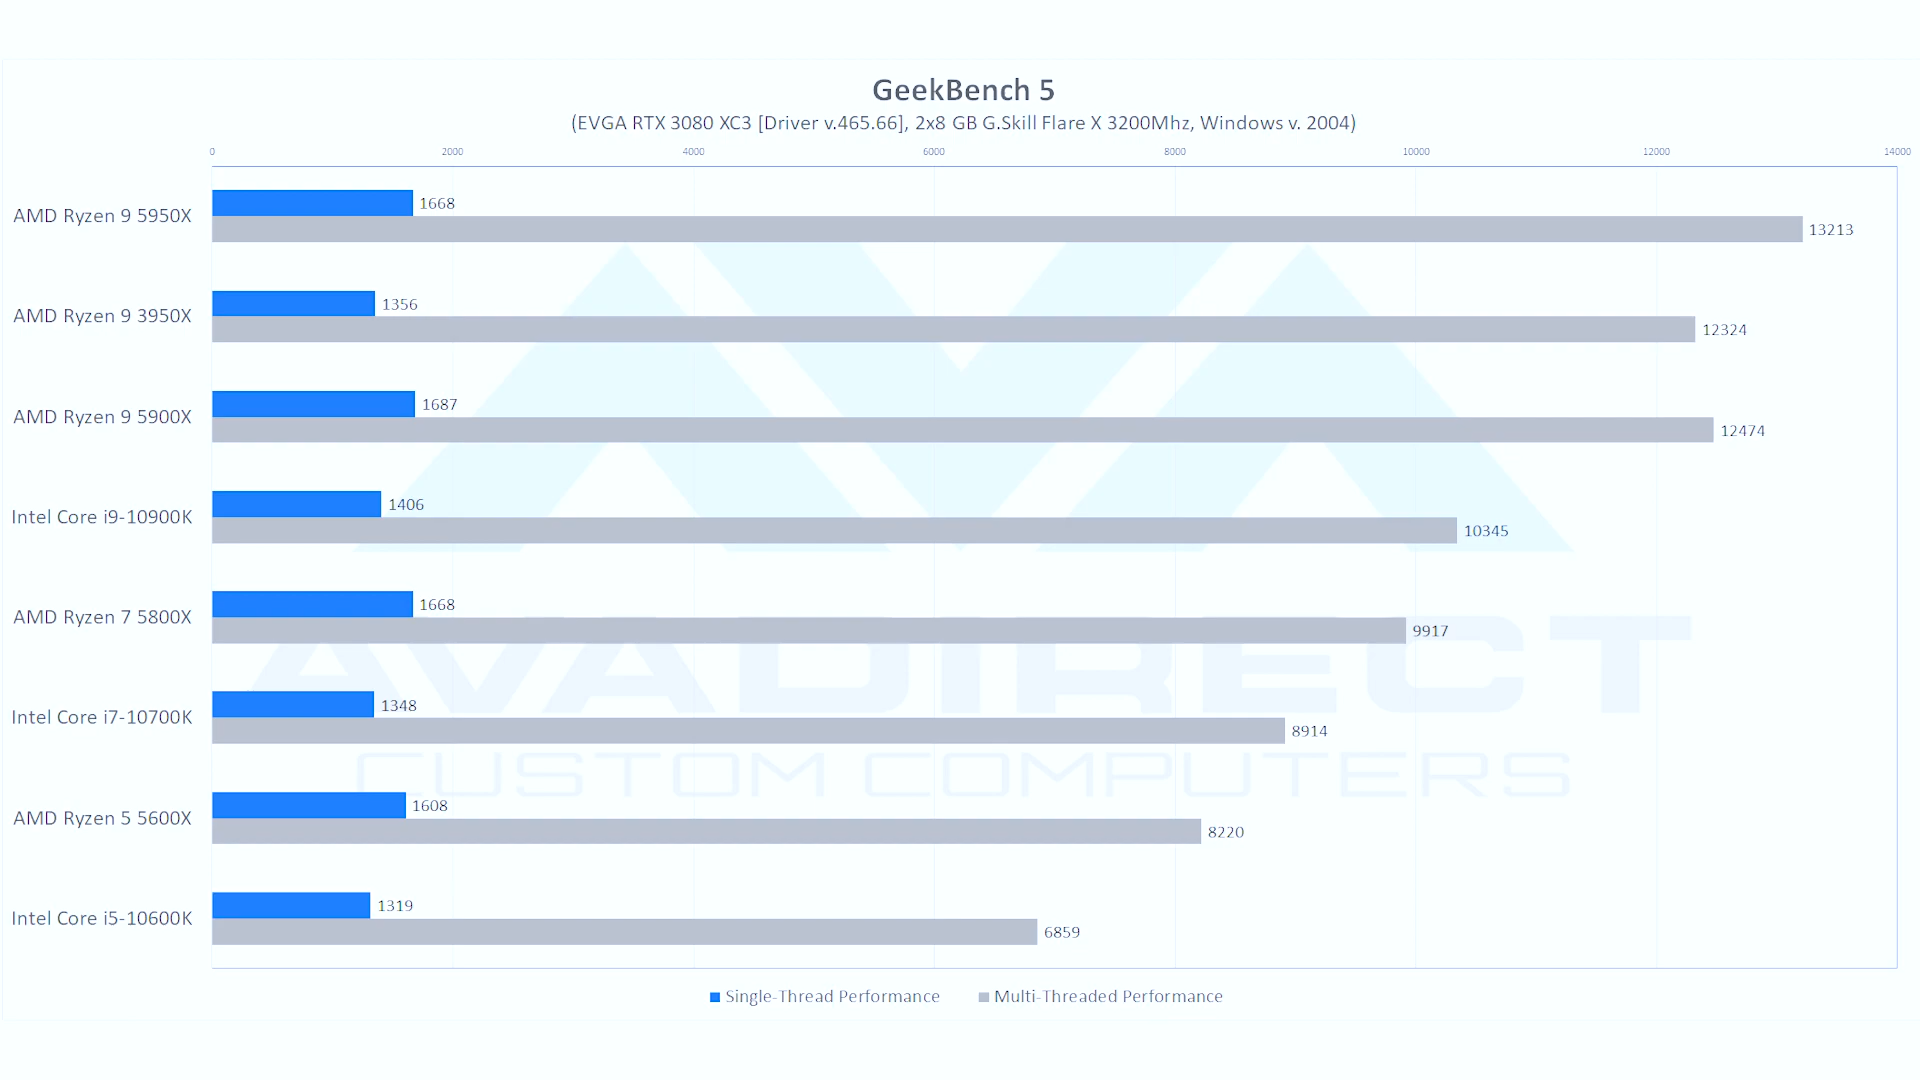 GeekBench 5
(EVGA RTX 3080 XC3 [Driver v.465.66], 2x8 GB G.Skill Flare X 3200Mhz, Windows v. 2004)
0 2000 4000 6000 8000 10000 12000 14000
AMD Ryzen 9 5950X
1668
13213
AMD Ryzen 9 3950X
1356
12324
AMD Ryzen 9 5900X
1687
12474
Intel Core i9-10900K
1406
10345
AMD Ryzen 7 5800X
1668
9917
Intel Core i7-10700K
1348
8914
AMD Ryzen 5 5600X
1608
8220
Intel Core i5-10600K
1319
6859
AVADIRECT
CUSTOM COMPUTERS
Single-Thread Performance Multi-Threaded Performance